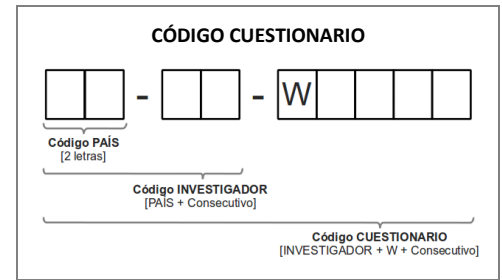 CÓDIGO CUESTIONARIO
- - W
Código PAÍS
[2 letras]
Código INVESTIGADOR
[PAÍS + Consecutivo]
Código CUESTIONARIO
[INVESTIGADOR + W + Consecutivo]